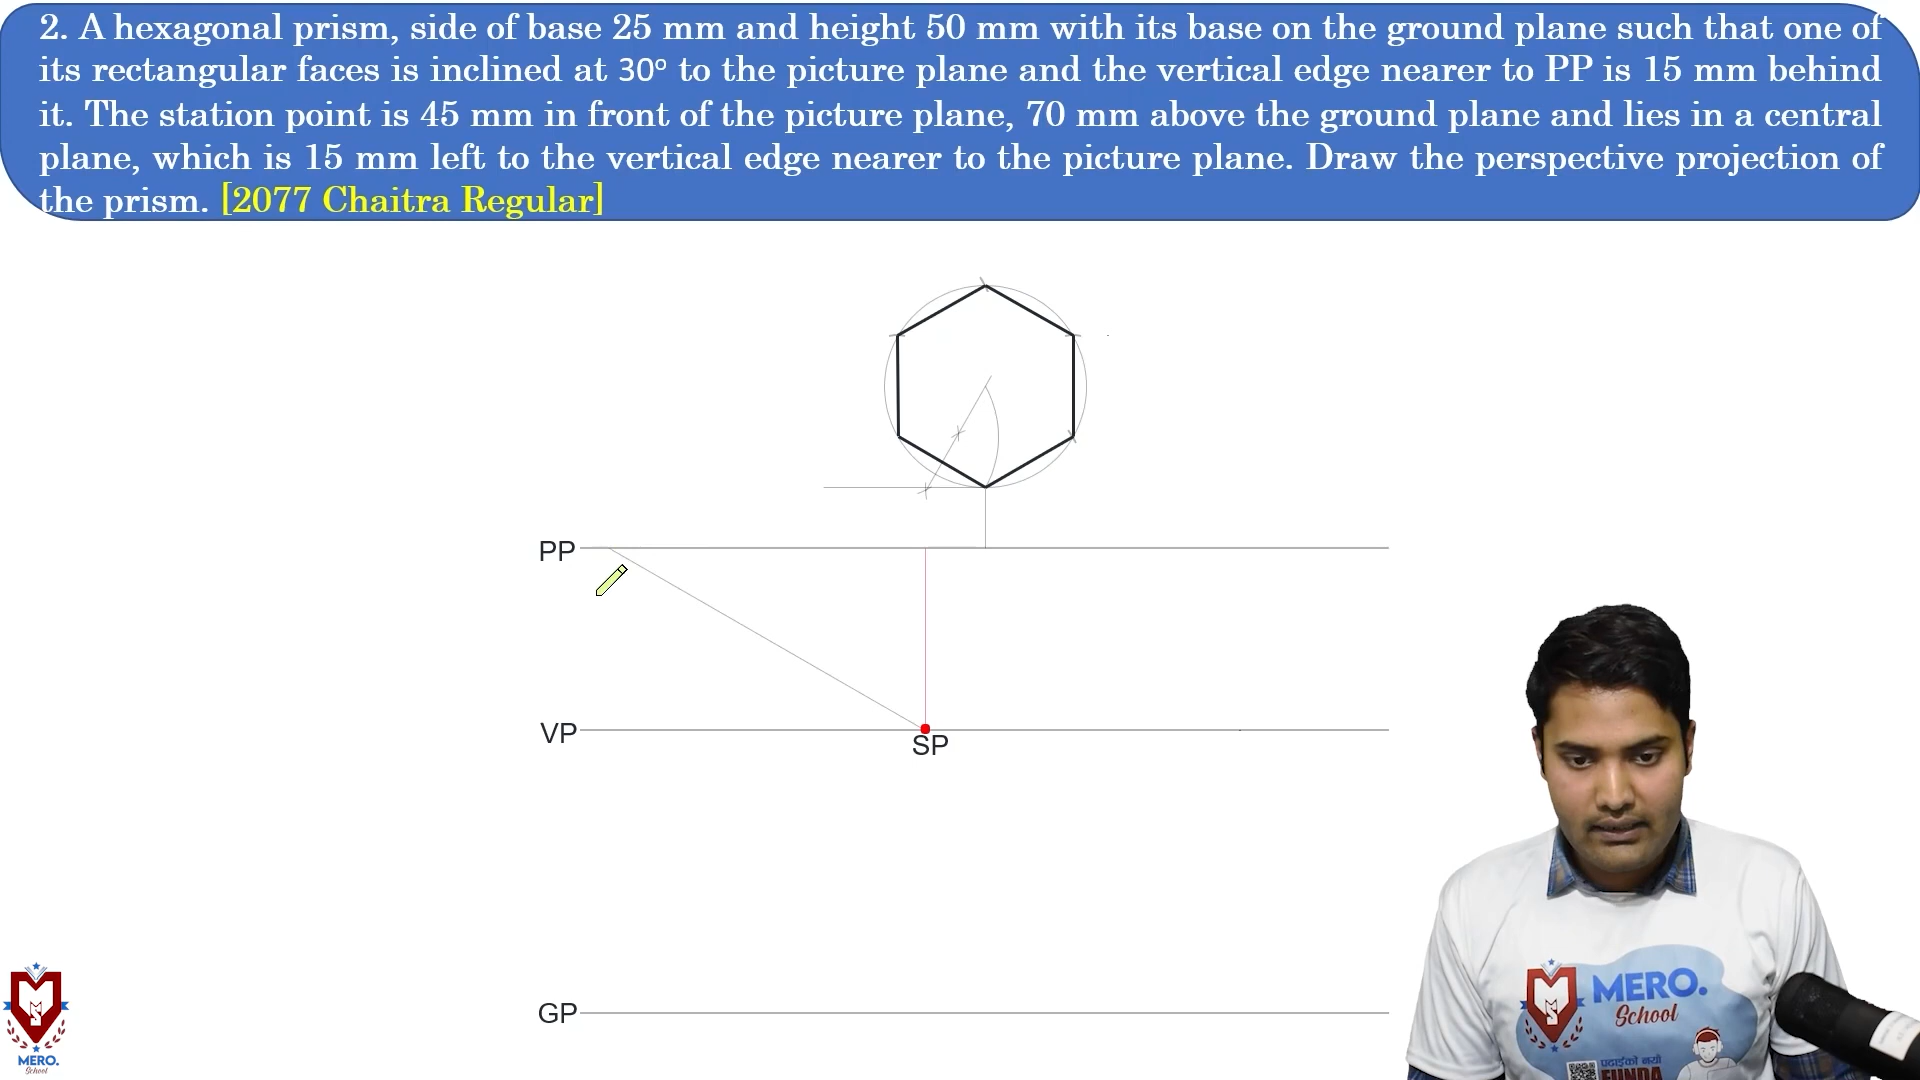 2. A hexagonal prism, side of base 25 mm and height 50 mm with its base on the ground plane such that one of
its rectangular faces is inclined at 30º to the picture plane and the vertical edge nearer to PP is 15 mm behind
it. The station point is 45 mm in front of the picture plane, 70 mm above the ground plane and lies in a central
plane, which is 15 mm left to the vertical edge nearer to the picture plane. Draw the perspective projection of
the prism. [2077 Chaitra Regular]
PP
VP
SP
GP
MERO.
School
MERO.
School
FUNDA